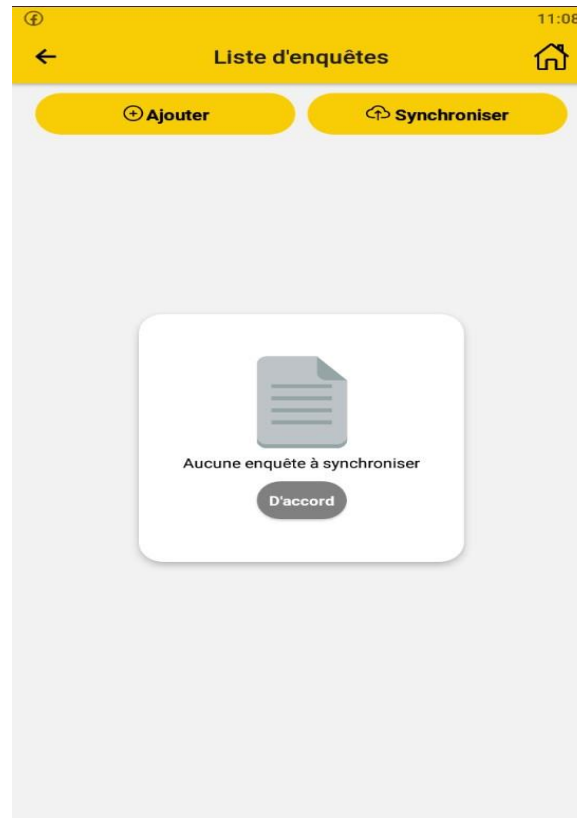 11:08
Liste d'enquêtes
Ajouter
Synchroniser
Aucune enquête à synchroniser
D'accord